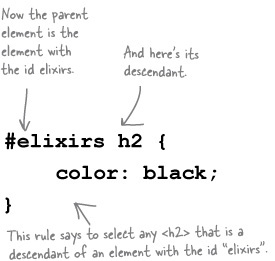 Now the parent
element is the
element with
the id elixirs.
And here's its
descendant.
#elixirs h2 {
color: black;
}
This rule says to select any <h2> that is a
descendant of an element with the id "elixirs".